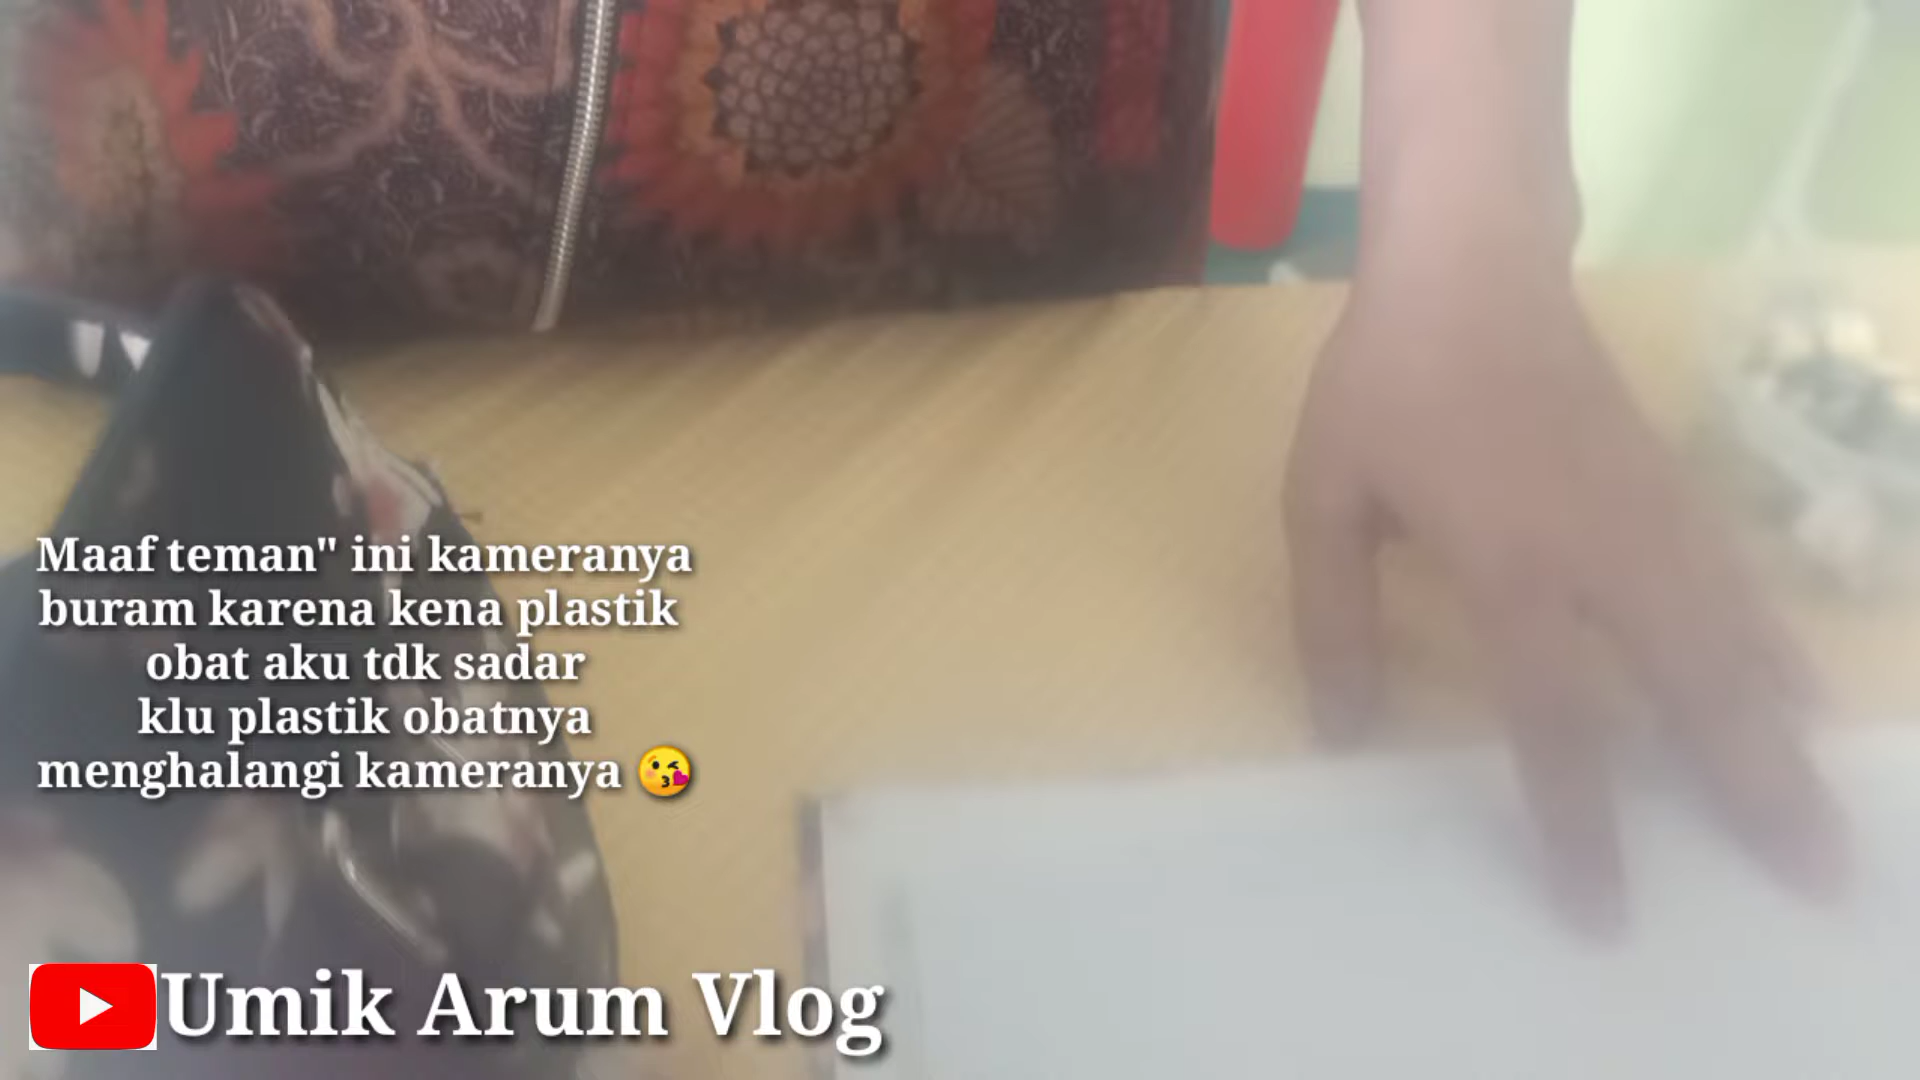 Maaf teman" ini kameranya
buram karena kena plastik
obat aku tdk sadar
klu plastik obatnya
menghalangi kameranya 😘
Umik Arum Vlog